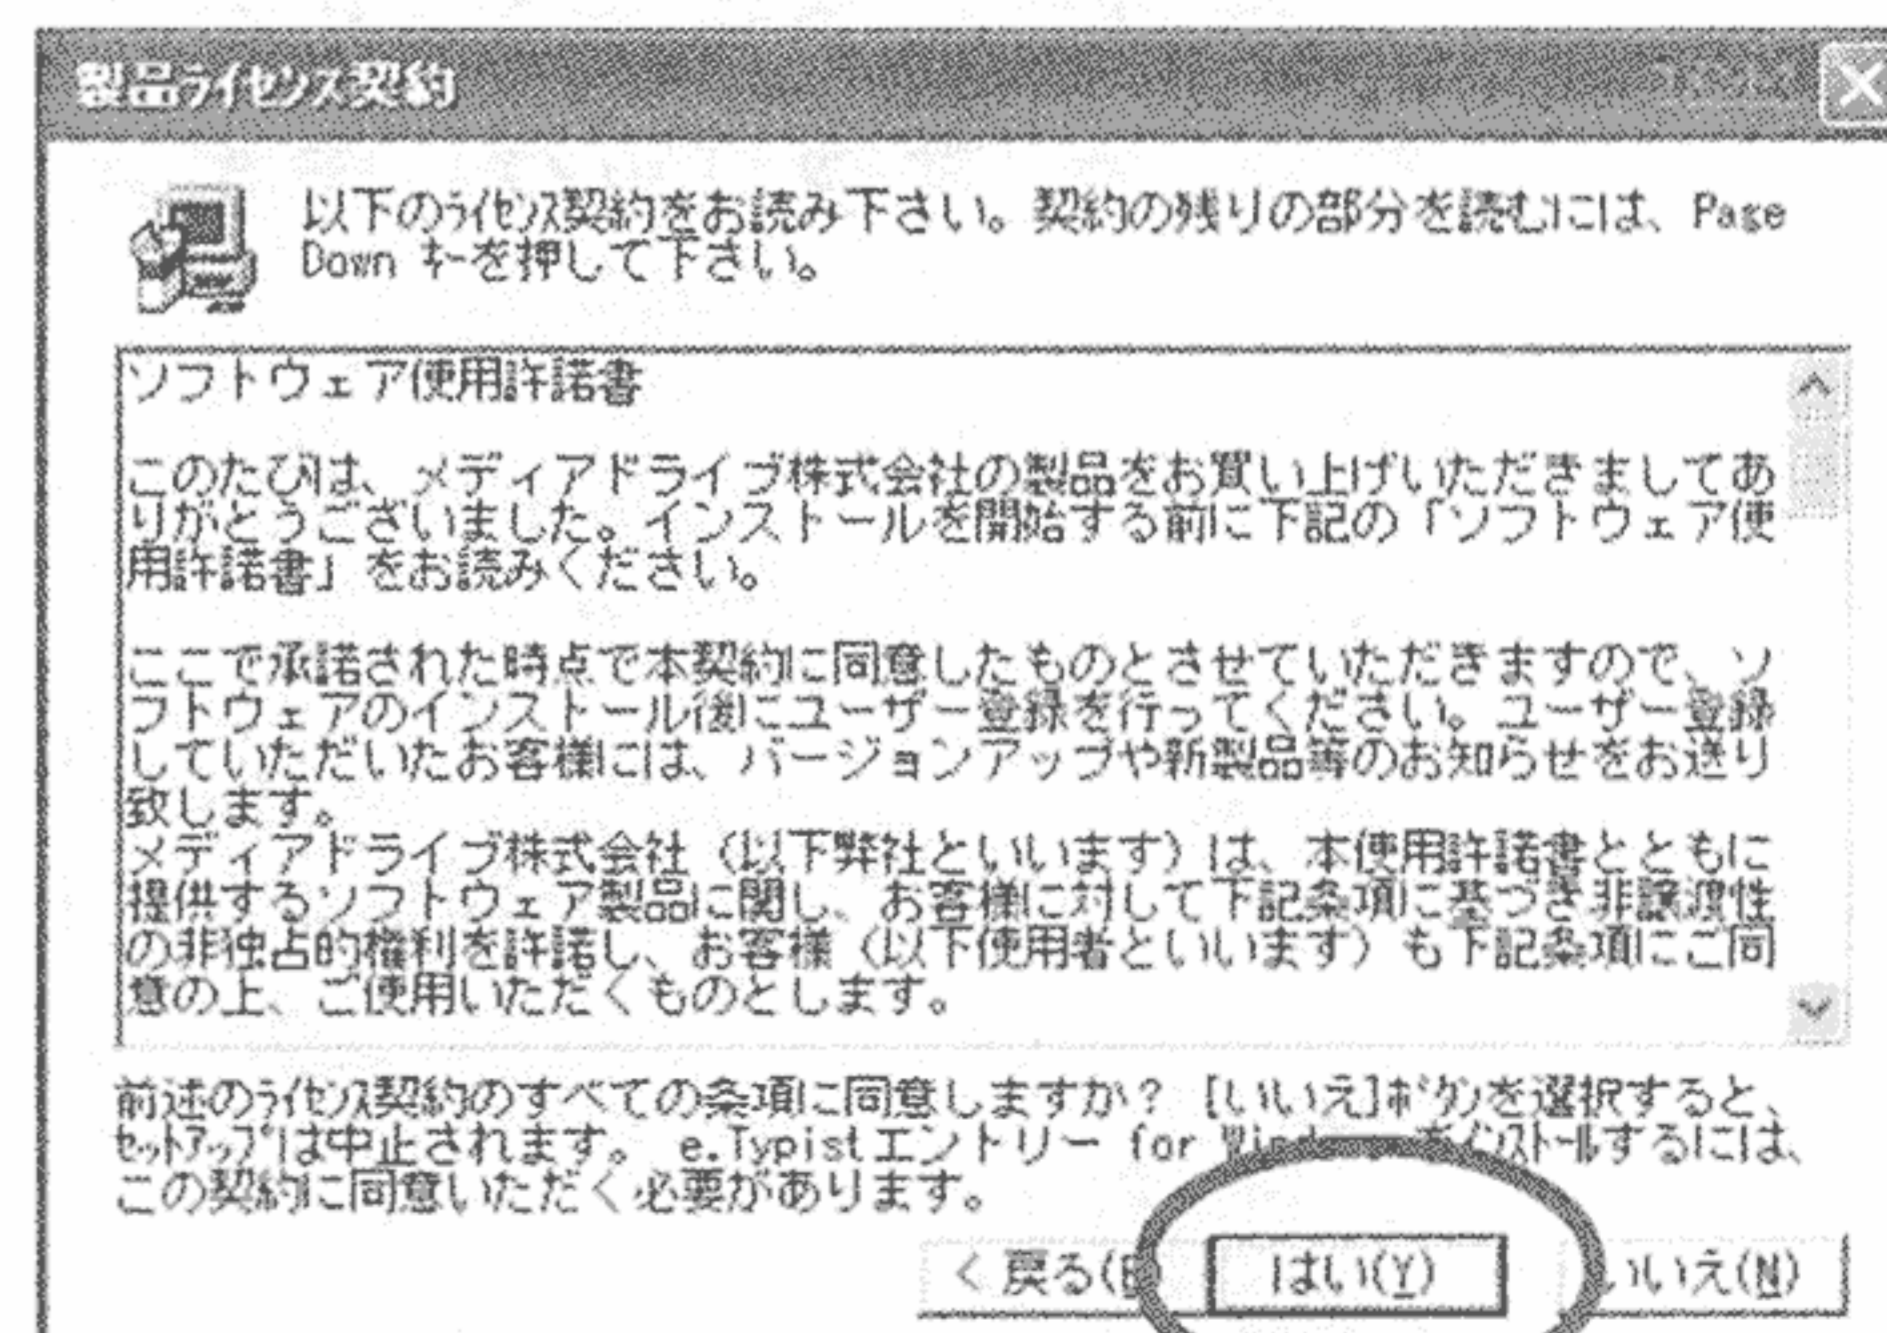 製品ﾗｲｾﾝｽ契約
以下のﾗｲｾﾝｽ契約をお読み下さい。契約の残りの部分を読むには、Page
Down ｷｰを押して下さい。
ソフトウェア使用許諾書
このたびは、メディアドライブ株式会社の製品をお買い上げいただきましてあ
りがとうございました。インストールを開始する前に下記の「ソフトウェア使
用許諾書」をお読みください。
ここで承諾された時点で本契約に同意したものとさせていただきますので、ソ
フトウェアのインストール後にユーザー登録を行ってください。ユーザー登録
していただいたお客様には、バージョンアップや新製品等のお知らせをお送り
致します。
メディアドライブ株式会社（以下弊社といいます）は、本使用許諾書とともに
提供するソフトウェア製品に関し、お客様に対して下記条項に基づき非譲渡性
の非独占的権利を許諾し、お客様（以下使用者といいます）も下記条項にご同
意の上、ご使用いただくものとします。
前述のﾗｲｾﾝｽ契約のすべての条項に同意しますか？ [いいえ]ﾎﾞﾀﾝを選択すると、
ｾｯﾄｱｯﾌﾟは中止されます。 e.Typistエントリー for Windowsをｲﾝｽﾄｰﾙするには、
この契約に同意いただく必要があります。
< 戻る(B) はい(Y) いいえ(N)